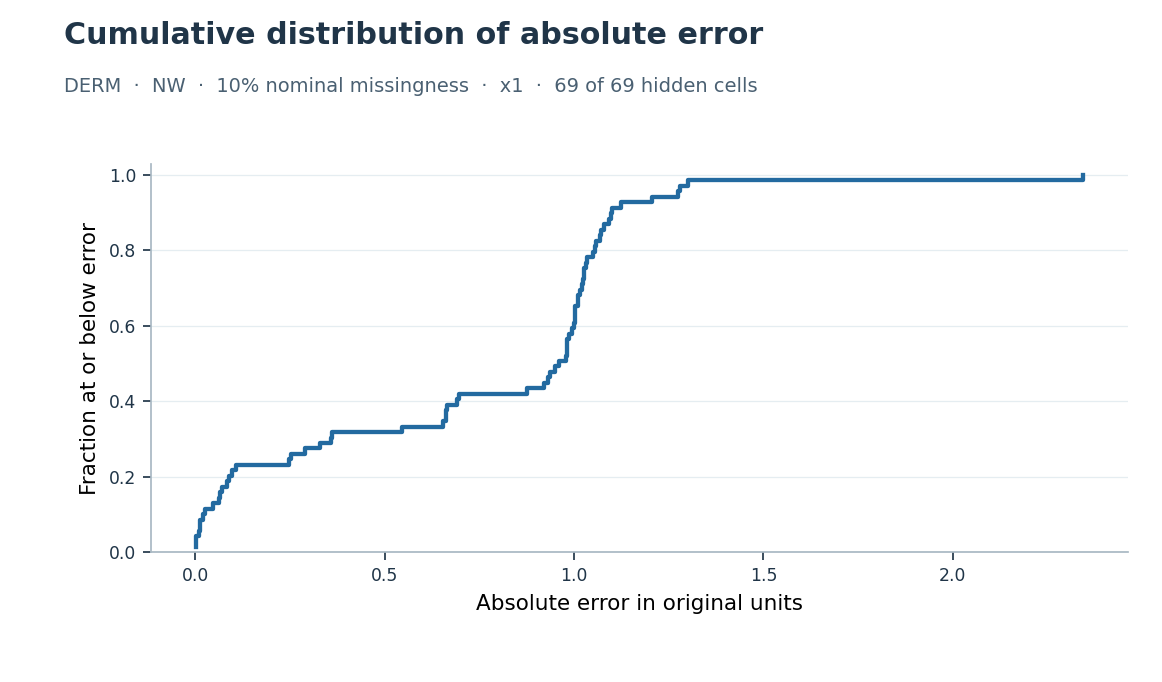 Cumulative distribution of absolute error
DERM · NW · 10% nominal missingness · x1 · 69 of 69 hidden cells
Fraction at or below error
1.0
0.8
0.6
0.4
0.2
0.0
0.0 0.5 1.0 1.5 2.0
Absolute error in original units